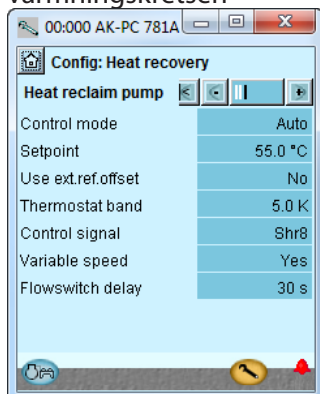 värmningskretsen
00:000 AK-PC 781A
Config: Heat recovery
Heat reclaim pump
Control mode Auto
Setpoint 55.0 °C
Use ext.ref.offset No
Thermostat band 5.0 K
Control signal Shr8
Variable speed Yes
Flowswitch delay 30 s